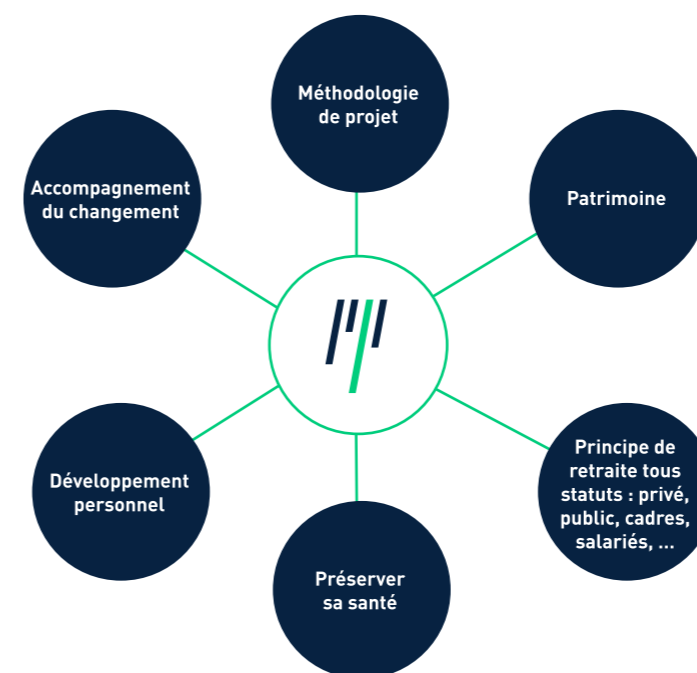 Méthodologie
de projet
Accompagnement
du changement
Patrimoine
Développement
personnel
Principe de
retraite tous
statuts : privé,
public, cadres,
salariés, ...
Préserver
sa santé